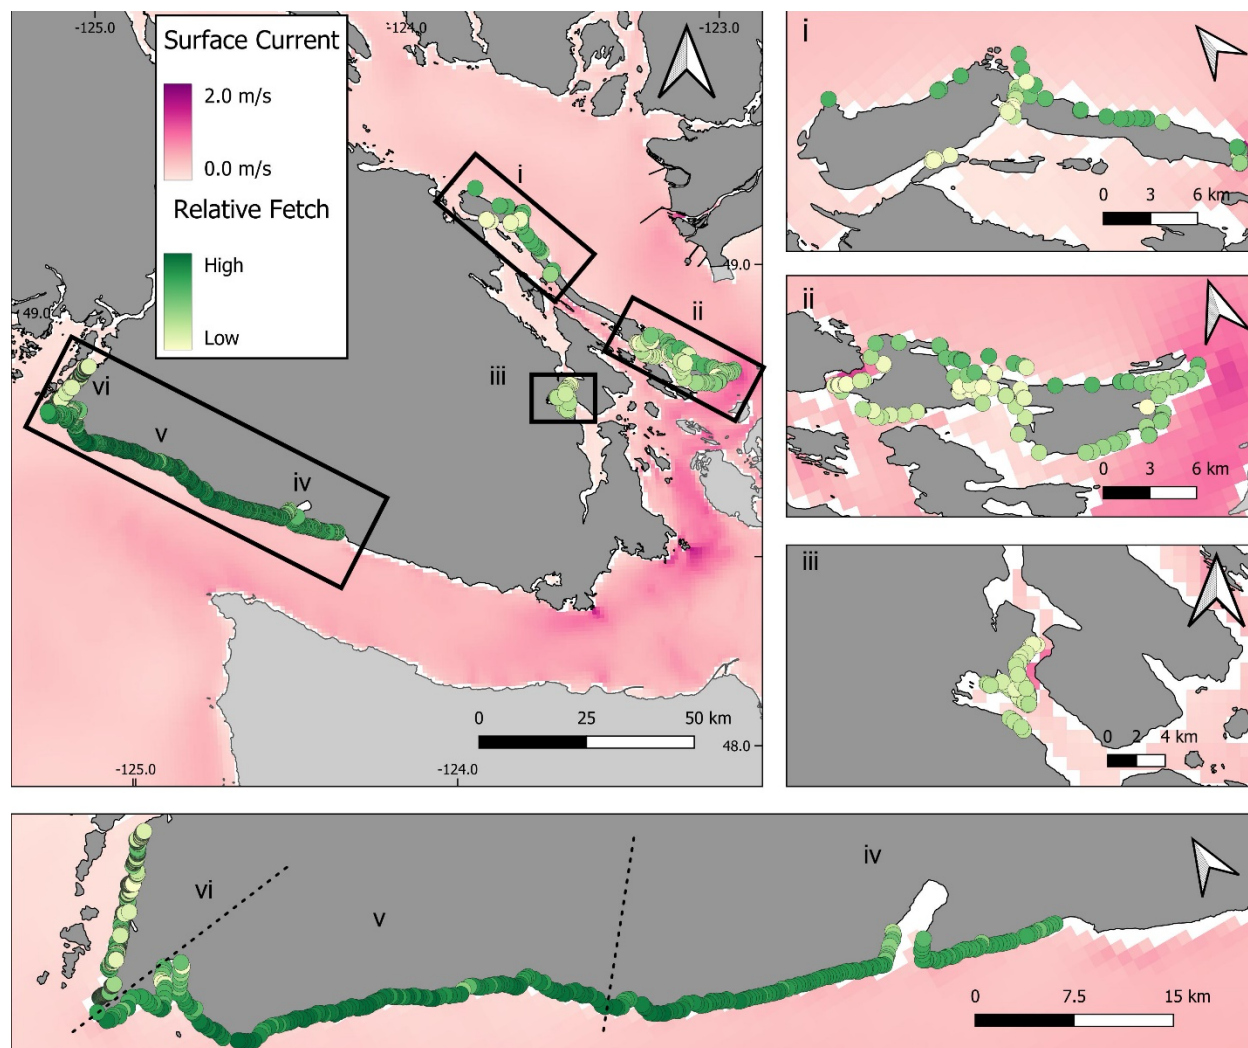 -125.0
-124.0
-123.0
Surface Current
2.0 m/s
0.0 m/s
Relative Fetch
High
Low
i
49.0
ii
49.0
iii
vi
v
iv
0 25 50 km
48.0
-125.0
-124.0
i
0 3 6 km
ii
0 3 6 km
iii
0 2 4 km
iv
vi
v
0 7.5 15 km